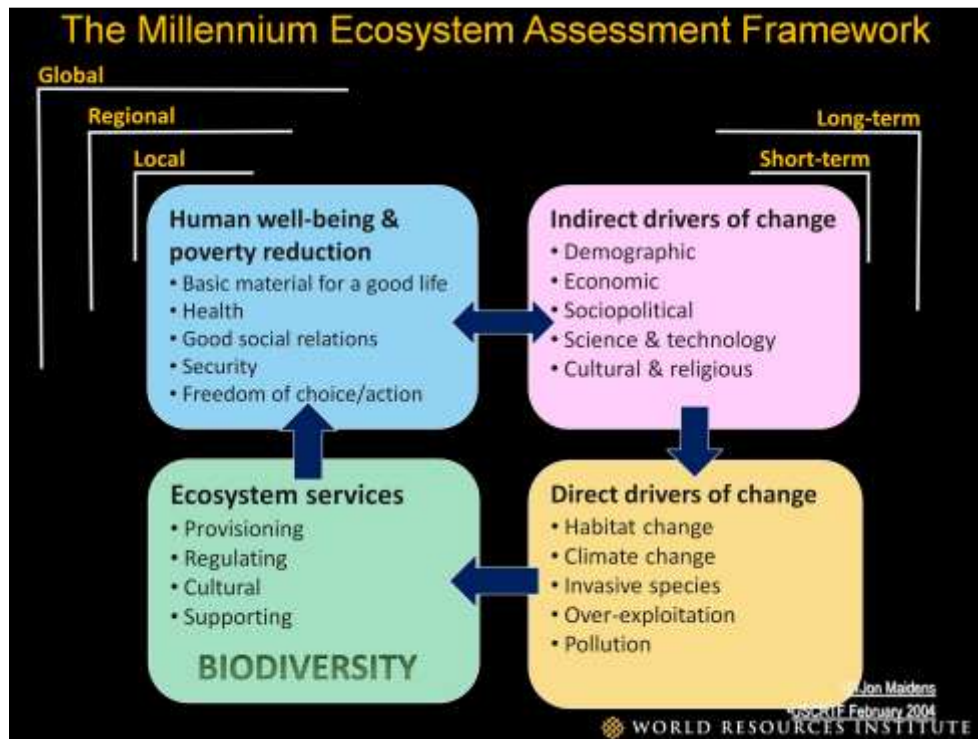 The Millennium Ecosystem Assessment Framework
Global
Regional
Local
Long-term
Short-term
Human well-being &
poverty reduction
• Basic material for a good life
• Health
• Good social relations
• Security
• Freedom of choice/action
Indirect drivers of change
• Demographic
• Economic
• Sociopolitical
• Science & technology
• Cultural & religious
Ecosystem services
• Provisioning
• Regulating
• Cultural
• Supporting
BIODIVERSITY
Direct drivers of change
• Habitat change
• Climate change
• Invasive species
• Over-exploitation
• Pollution
Jon Maidens
February 2004
WORLD RESOURCES INSTITUTE